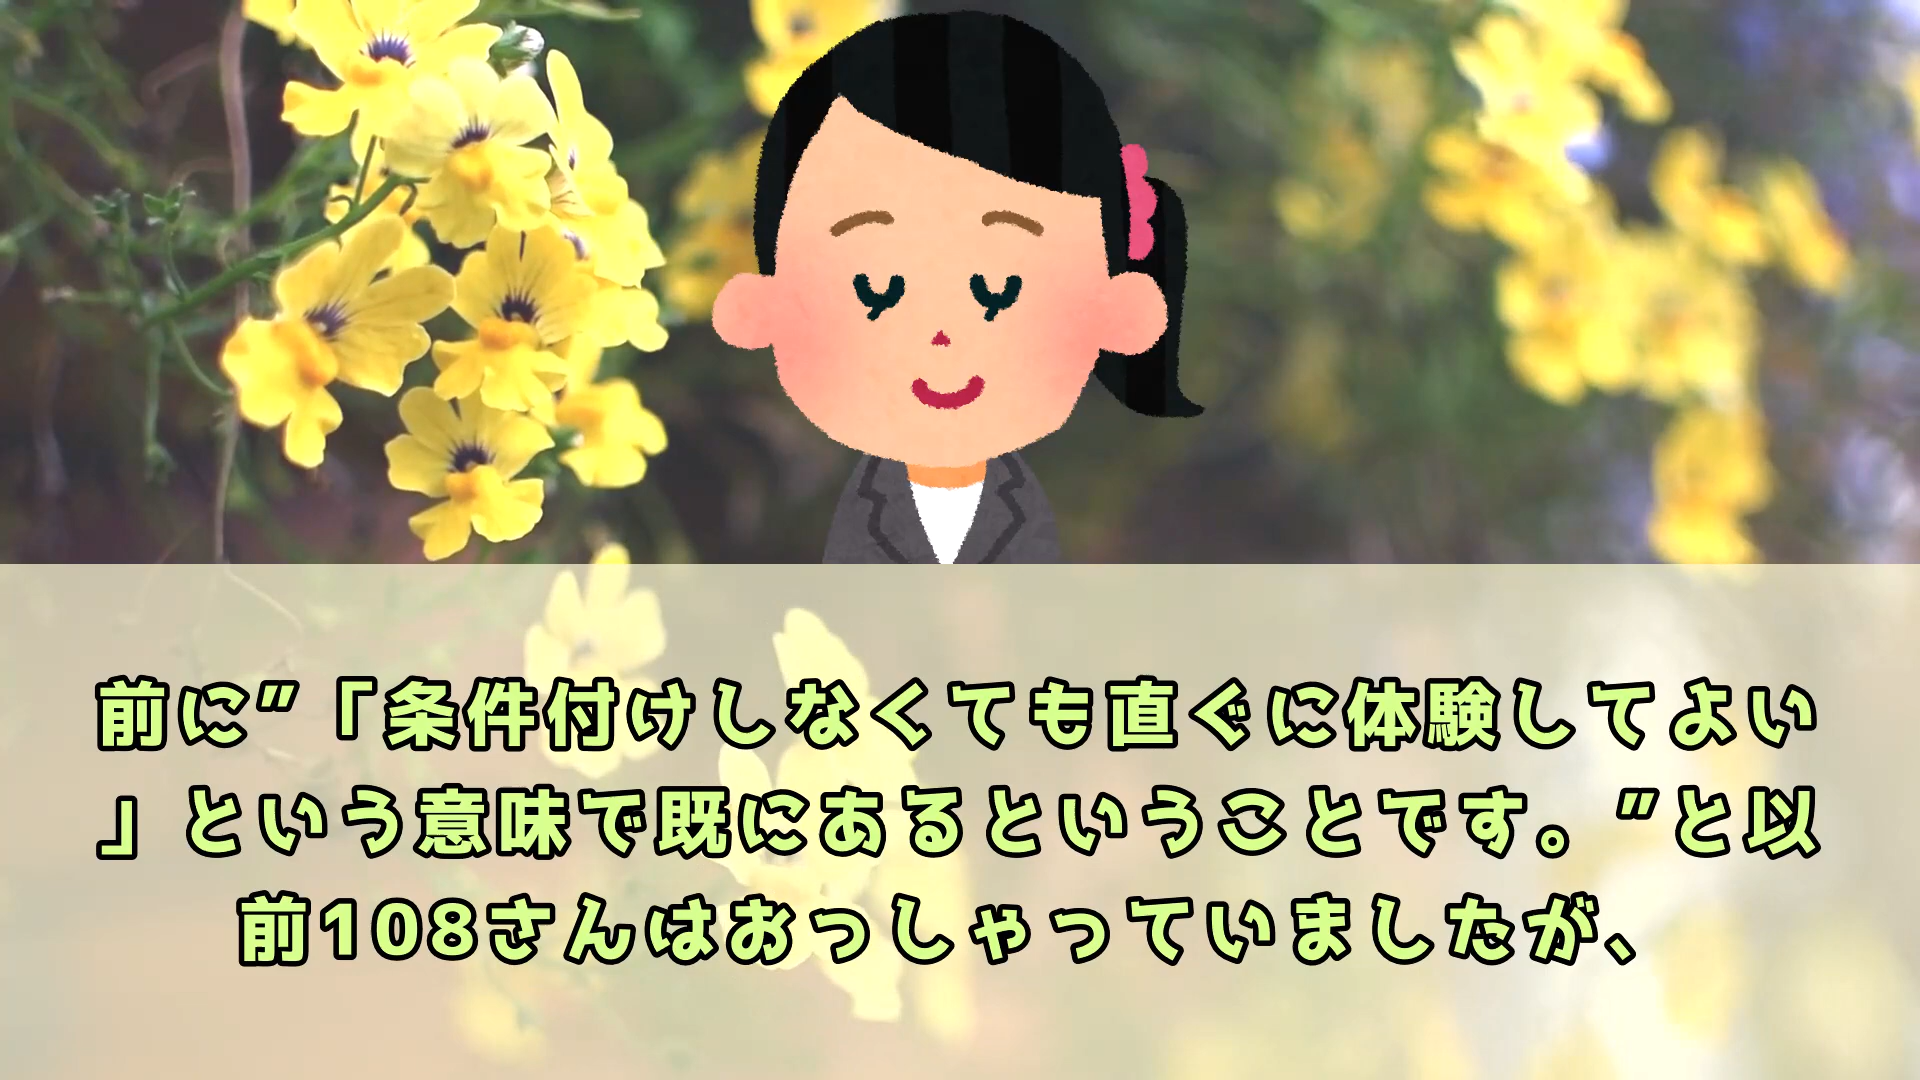 前に”「条件付けしなくても直ぐに体験してよい
」という意味で既にあるということです。”と以
前108さんはおっしゃっていましたが、